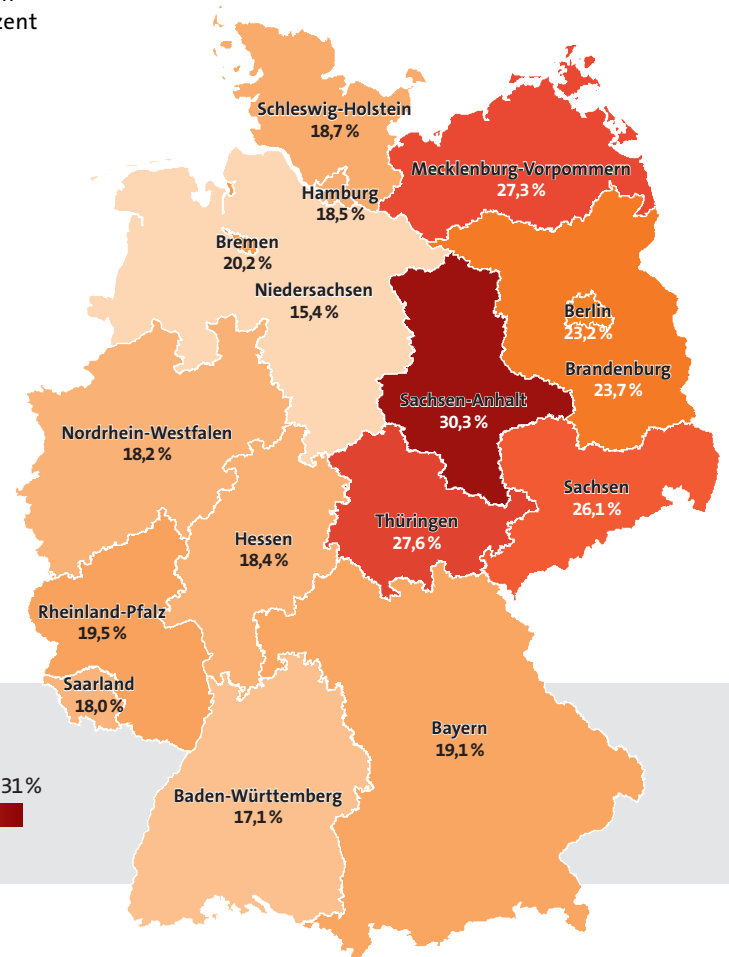 zent
Schleswig-Holstein
18,7 %
Mecklenburg-Vorpommern
27,3 %
Hamburg
18,5 %
Bremen
20,2 %
Niedersachsen
15,4 %
Berlin
23,2 %
Brandenburg
23,7 %
Sachsen-Anhalt
30,3 %
Nordrhein-Westfalen
18,2 %
Sachsen
26,1 %
Thüringen
27,6 %
Hessen
18,4 %
Rheinland-Pfalz
19,5 %
Saarland
18,0 %
Bayern
19,1 %
31 %
Baden-Württemberg
17,1 %